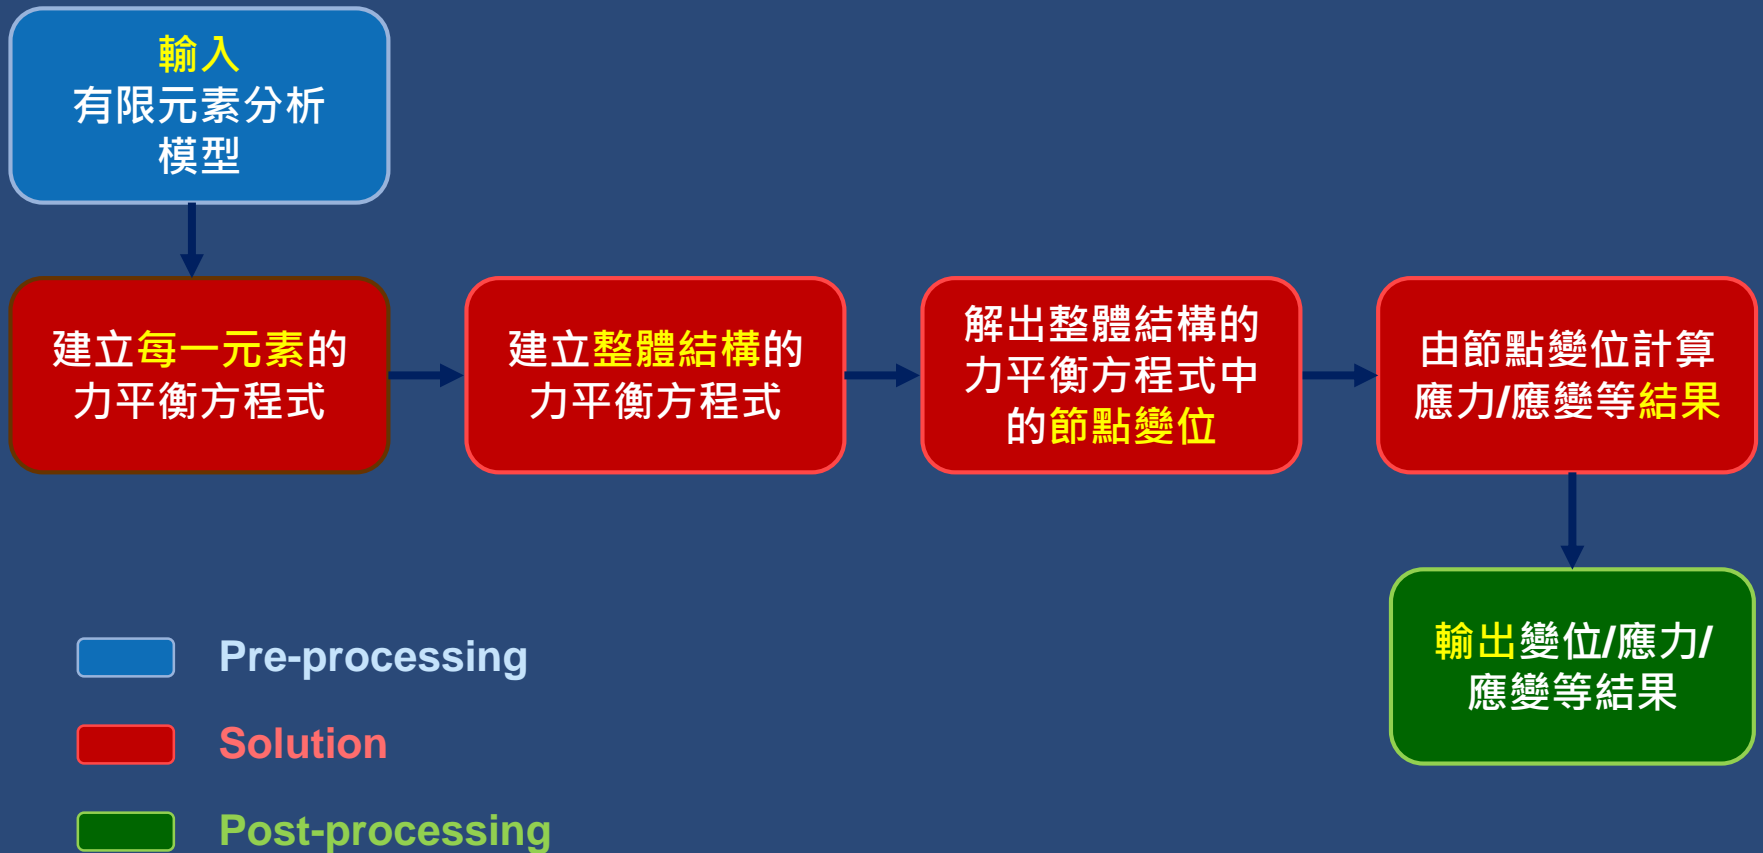 輸入
有限元素分析
模型
建立每一元素的
力平衡方程式
建立整體結構的
力平衡方程式
解出整體結構的
力平衡方程式中
的節點變位
由節點變位計算
應力/應變等結果
輸出變位/應力/
應變等結果
Pre-processing
Solution
Post-processing